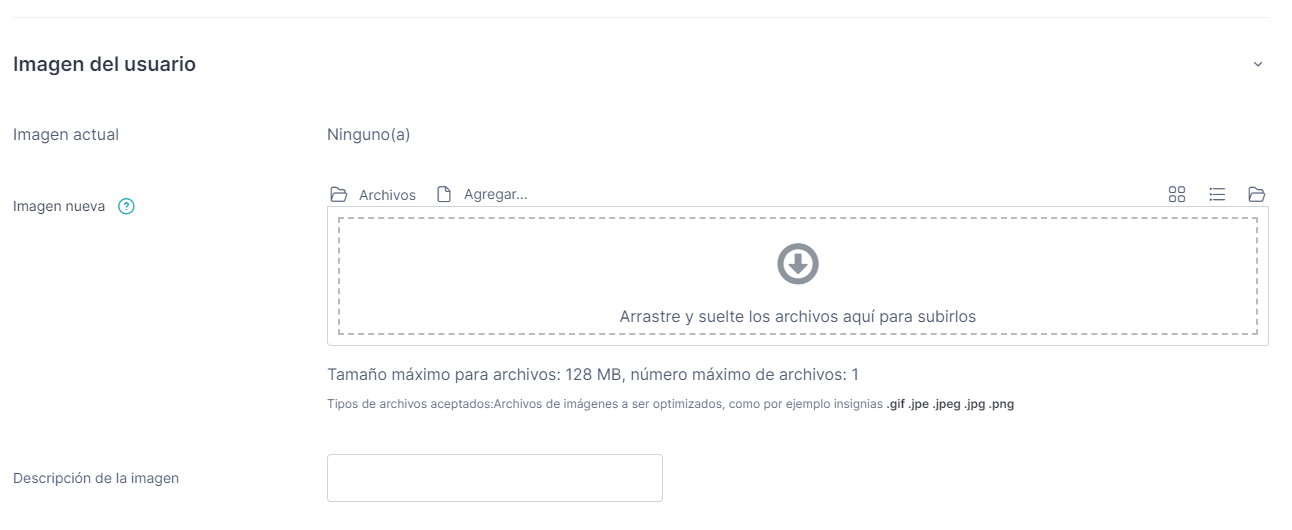 Imagen del usuario
Imagen actual
Ninguno(a)
Imagen nueva ?
Archivos Agregar...
Arrastre y suelte los archivos aquí para subirlos
Tamaño máximo para archivos: 128 MB, número máximo de archivos: 1
Tipos de archivos aceptados:Archivos de imágenes a ser optimizados, como por ejemplo insignias .gif .jpe .jpeg .jpg .png
Descripción de la imagen